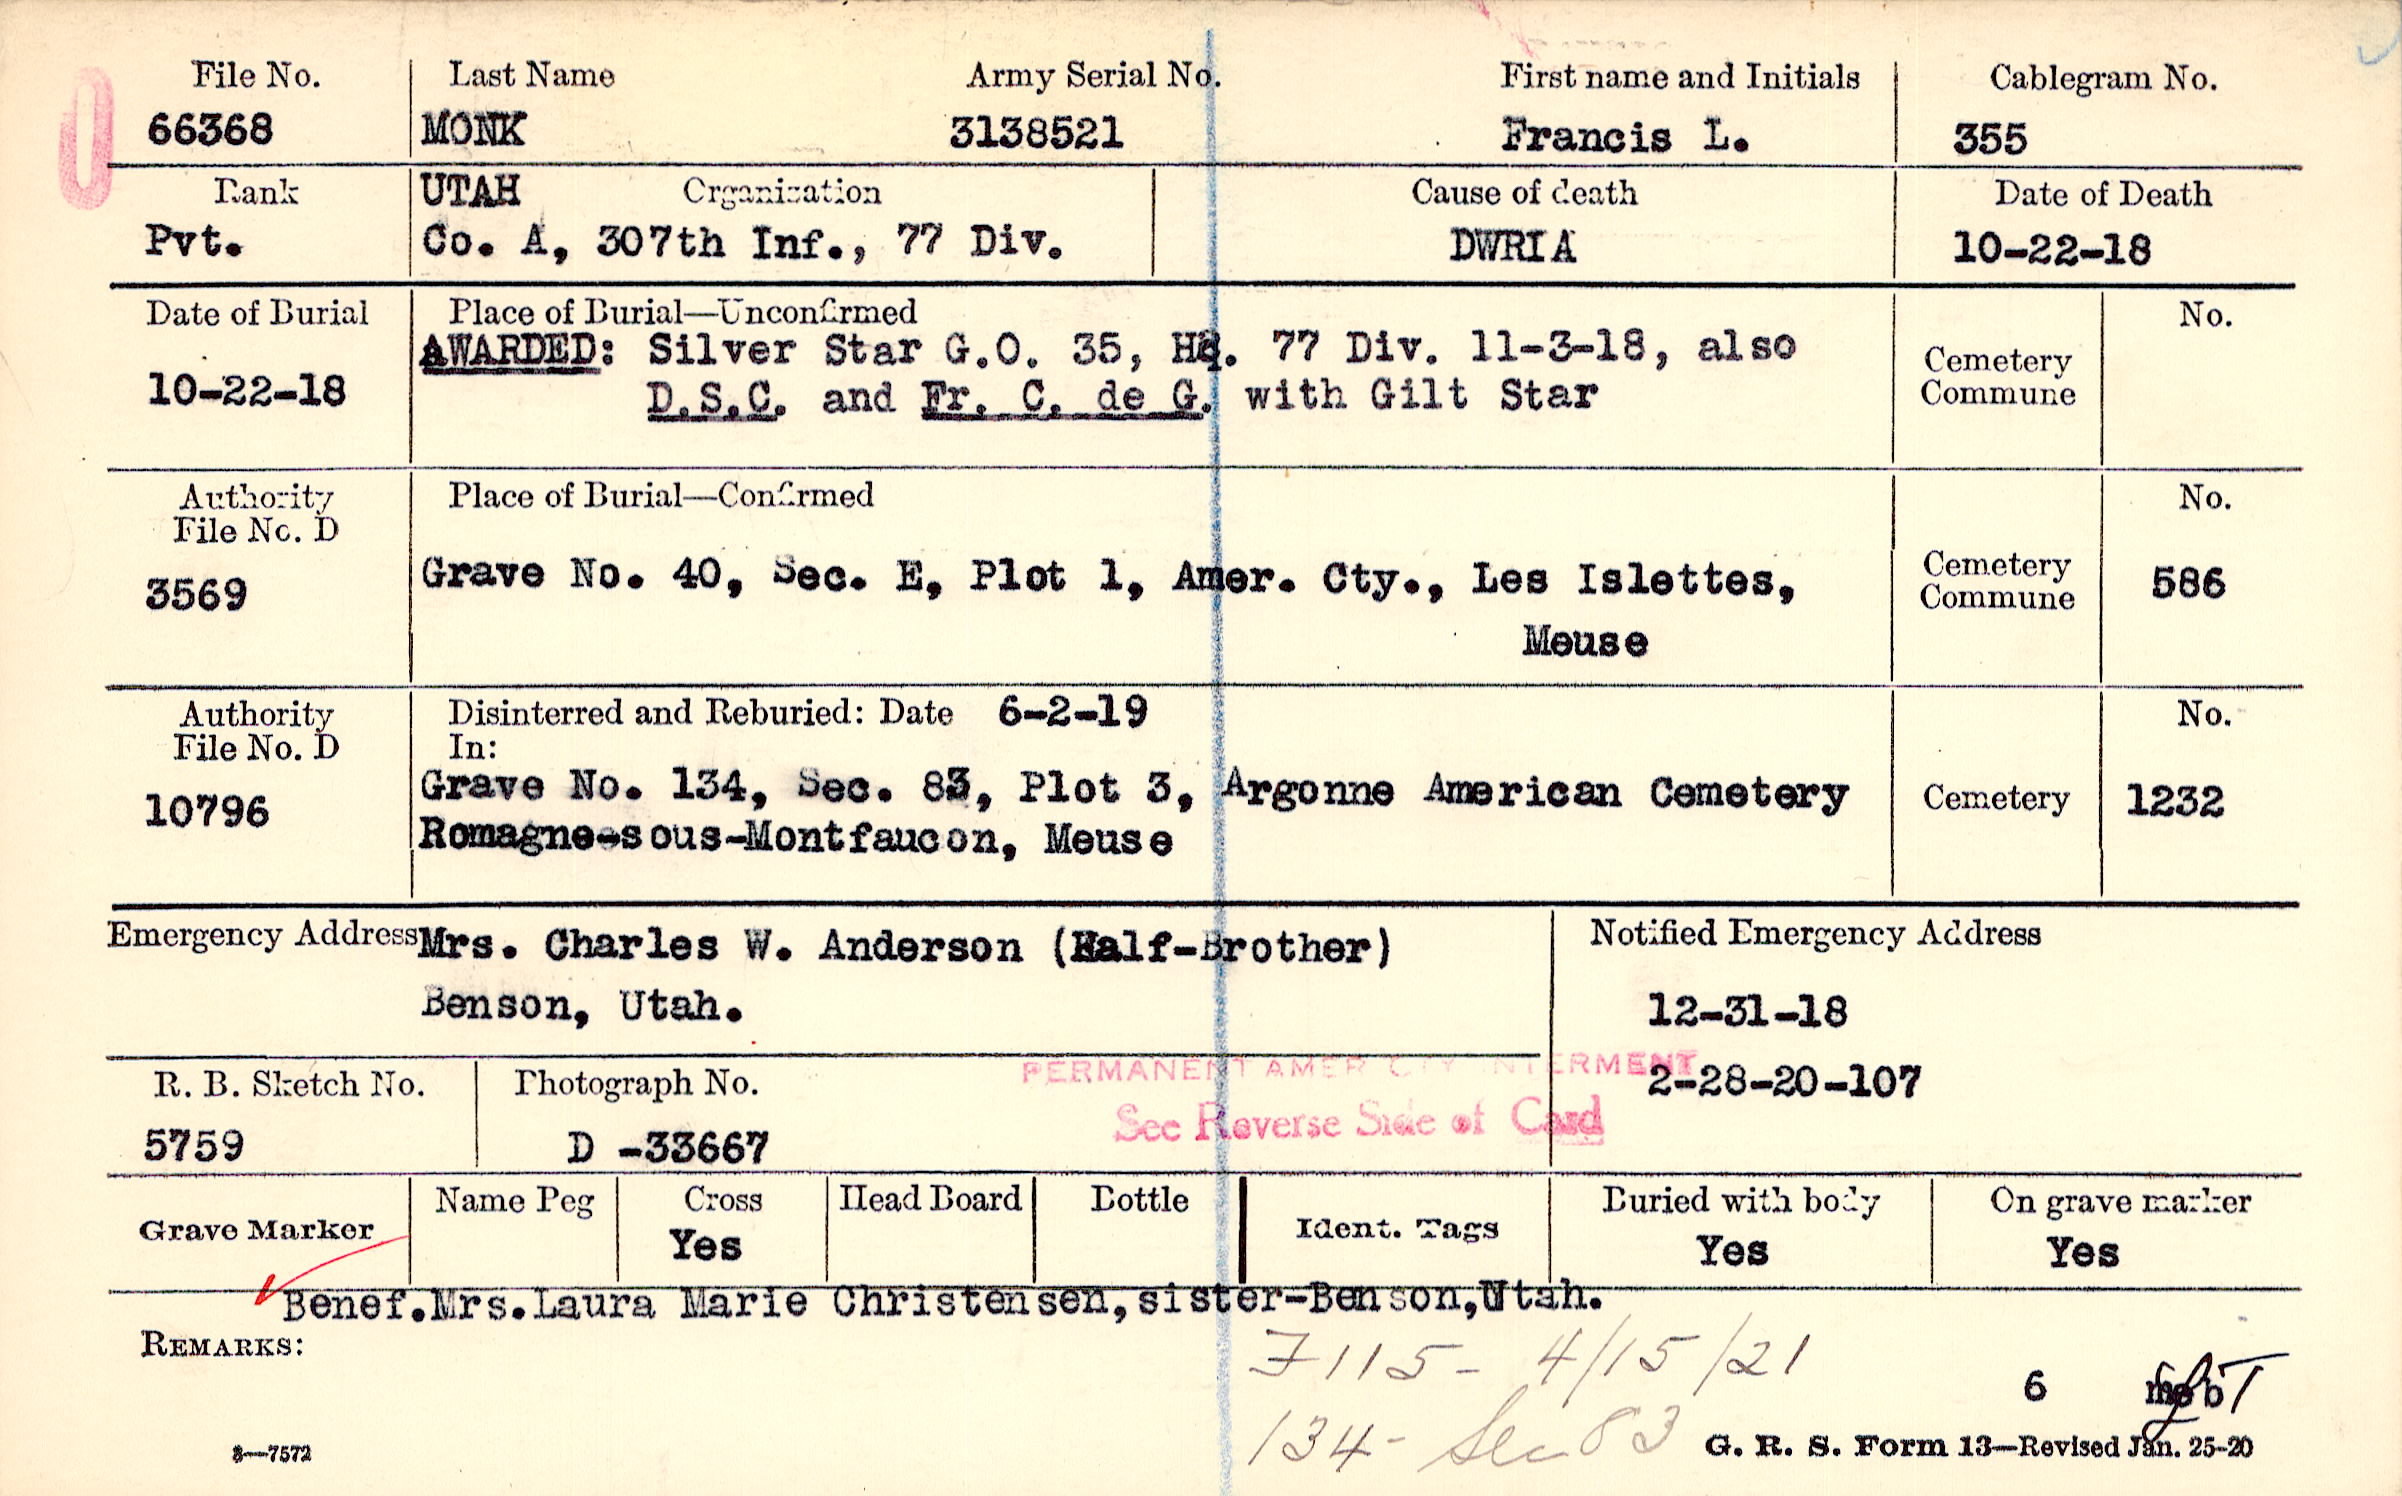 File No. Last Name Army Serial No. First name and Initials Cablegram No.
66368 MONK 3138521 Francis L. 355
Rank UTAH Organization Cause of death Date of Death
Pvt. Co. A, 307th Inf., 77 Div. DWRIA 10-22-18
Date of Burial Place of Burial—Unconfirmed No.
AWARDED: Silver Star G.O. 35, Hq. 77 Div. 11-3-18, also
10-22-18 D.S.C. and Fr. C. de G. with Gilt Star
Cemetery
Commune
Authority Place of Burial—Confirmed No.
File No. D
3569 Grave No. 40, Sec. E, Plot 1, Amer. Cty., Les Islettes,
Meuse
Cemetery
Commune 586
Authority Disinterred and Reburied: Date 6-2-19 No.
File No. D In:
10796 Grave No. 134, Sec. 83, Plot 3, Argonne American Cemetery Cemetery 1232
Romagne-sous-Montfaucon, Meuse
Emergency Address Mrs. Charles W. Anderson (Half-Brother) Notified Emergency Address
Benson, Utah. 12-31-18
PERMANENT AMER CTY INTERMENT
R. B. Sketch No. Photograph No. 2-28-20-107
See Reverse Side of Card
5759 D -33667
Grave Marker Name Peg Cross Head Board Bottle Ident. Tags Buried with body On grave marker
Yes Yes Yes
Benef.Mrs.Laura Marie Christensen,sister-Benson,Utah.
REMARKS:
F115- 4/15/21
6
134- Sec 83
3—7572 G. R. S. Form 13—Revised Jan. 25-20